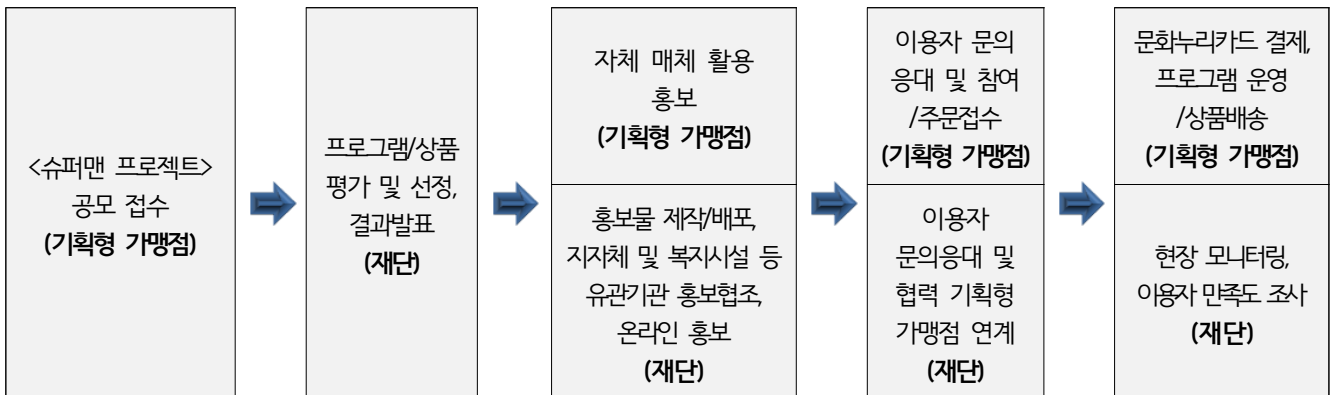 <슈퍼맨 프로젝트>
공모 접수
(기획형 가맹점)
프로그램/상품
평가 및 선정,
결과발표
(재단)
자체 매체 활용
홍보
(기획형 가맹점)
홍보물 제작/배포,
지자체 및 복지시설 등
유관기관 홍보협조,
온라인 홍보
(재단)
이용자 문의
응대 및 참여
/주문접수
(기획형 가맹점)
이용자
문의응대 및
협력 기획형
가맹점 연계
(재단)
문화누리카드 결제,
프로그램 운영
/상품배송
(기획형 가맹점)
현장 모니터링,
이용자 만족도 조사
(재단)